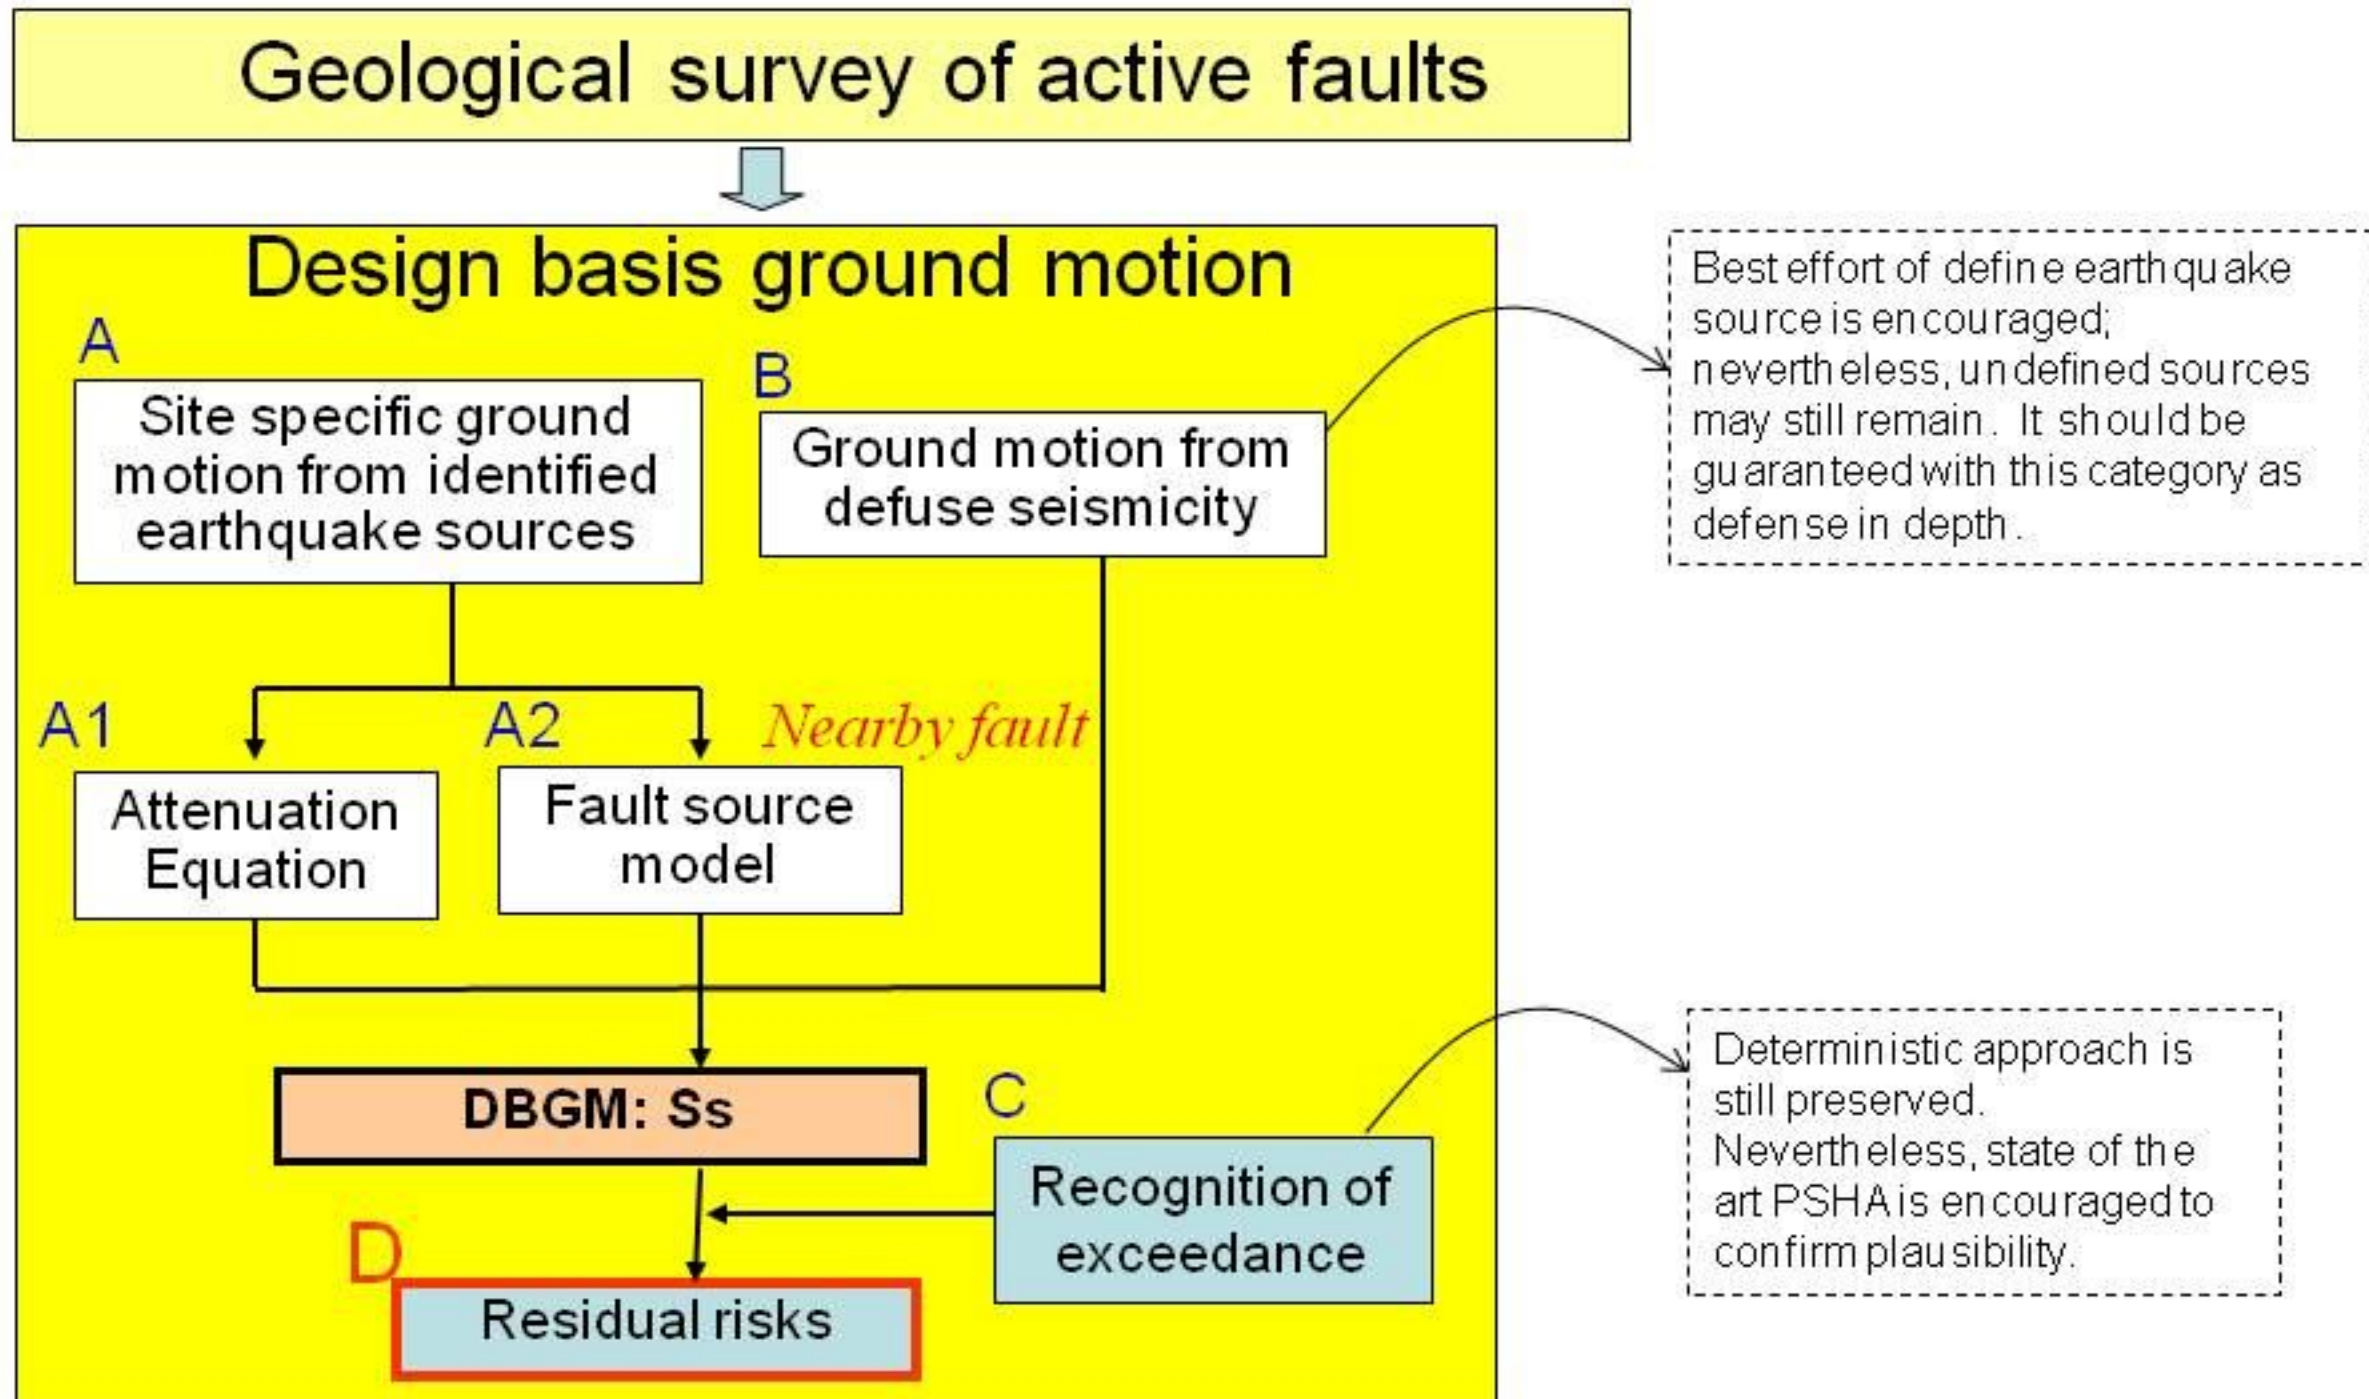 Geological survey of active faults
Design basis ground motion
A
Site specific ground
motion from identified
earthquake sources
B
Ground motion from
defuse seismicity
Best effort of define earthquake
source is encouraged;
nevertheless, undefined sources
may still remain. It should be
guaranteed with this category as
defense in depth.
A1
Attenuation
Equation
A2
Nearby fault
Fault source
model
DBGM: Ss
C
Recognition of
exceedance
Deterministic approach is
still preserved.
Nevertheless, state of the
art PSHA is encouraged to
confirm plausibility.
D
Residual risks